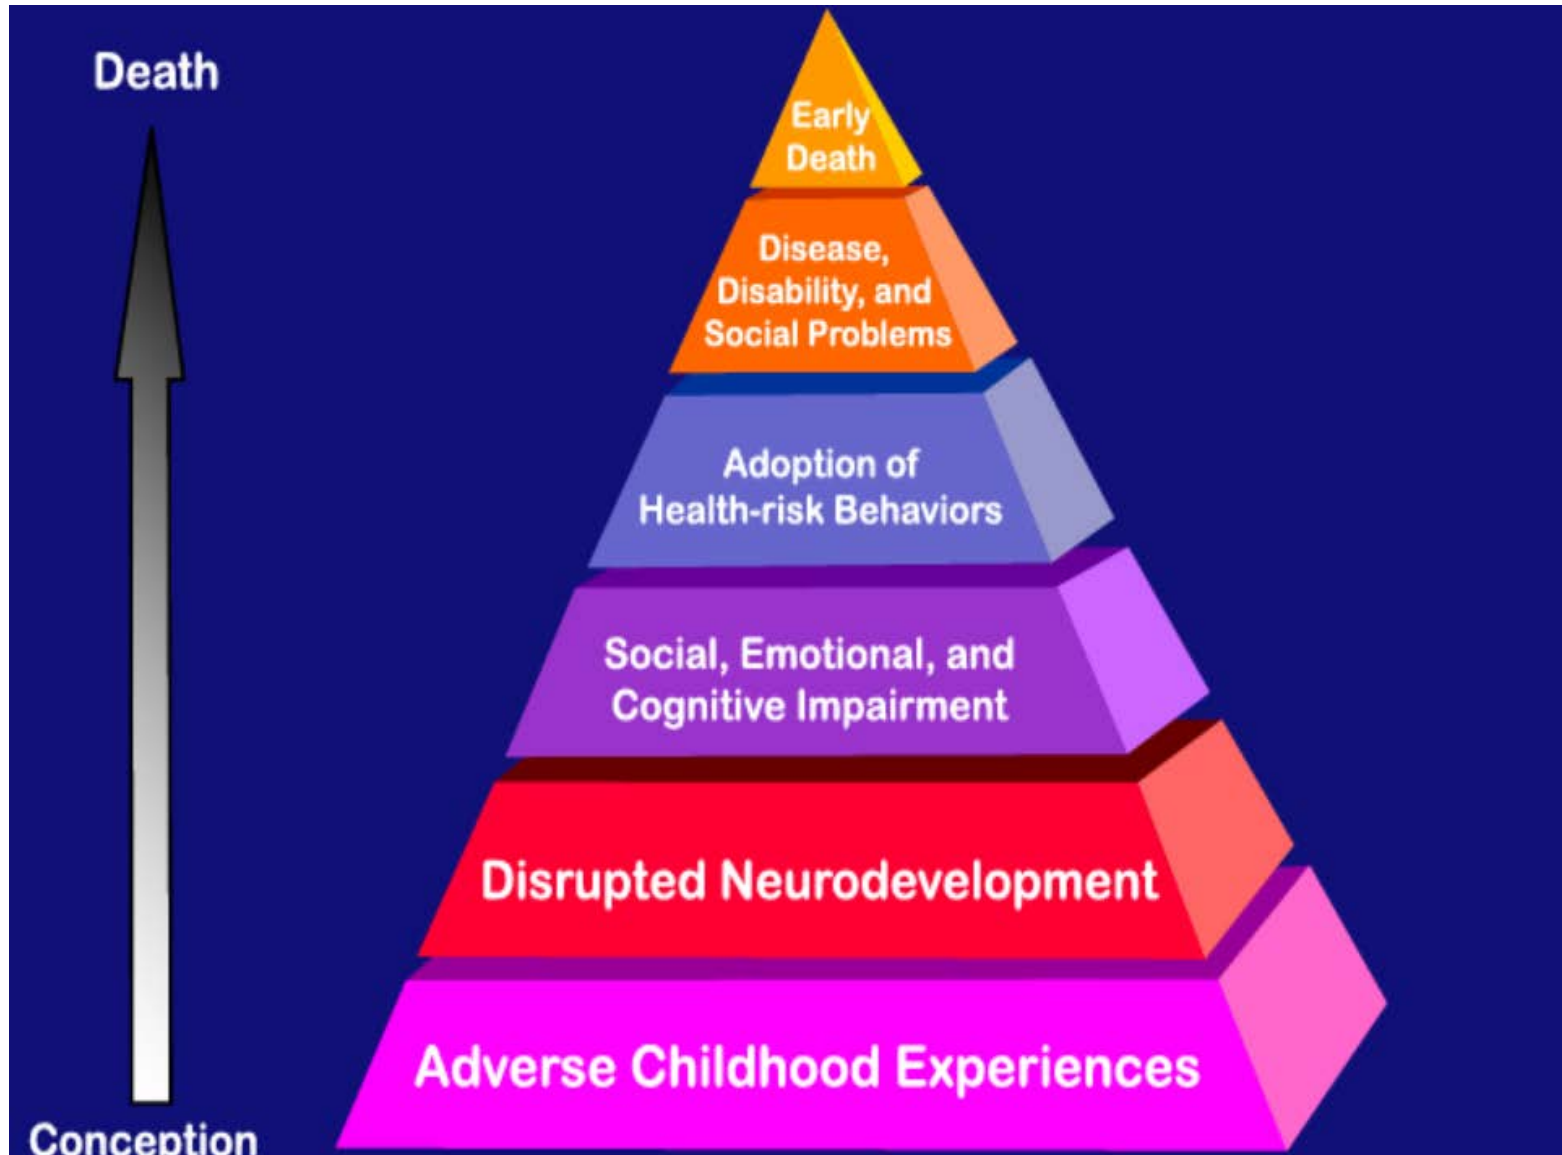 Death
Early
Death
Disease,
Disability, and
Social Problems
Adoption of
Health-risk Behaviors
Social, Emotional, and
Cognitive Impairment
Disrupted Neurodevelopment
Adverse Childhood Experiences
Conception